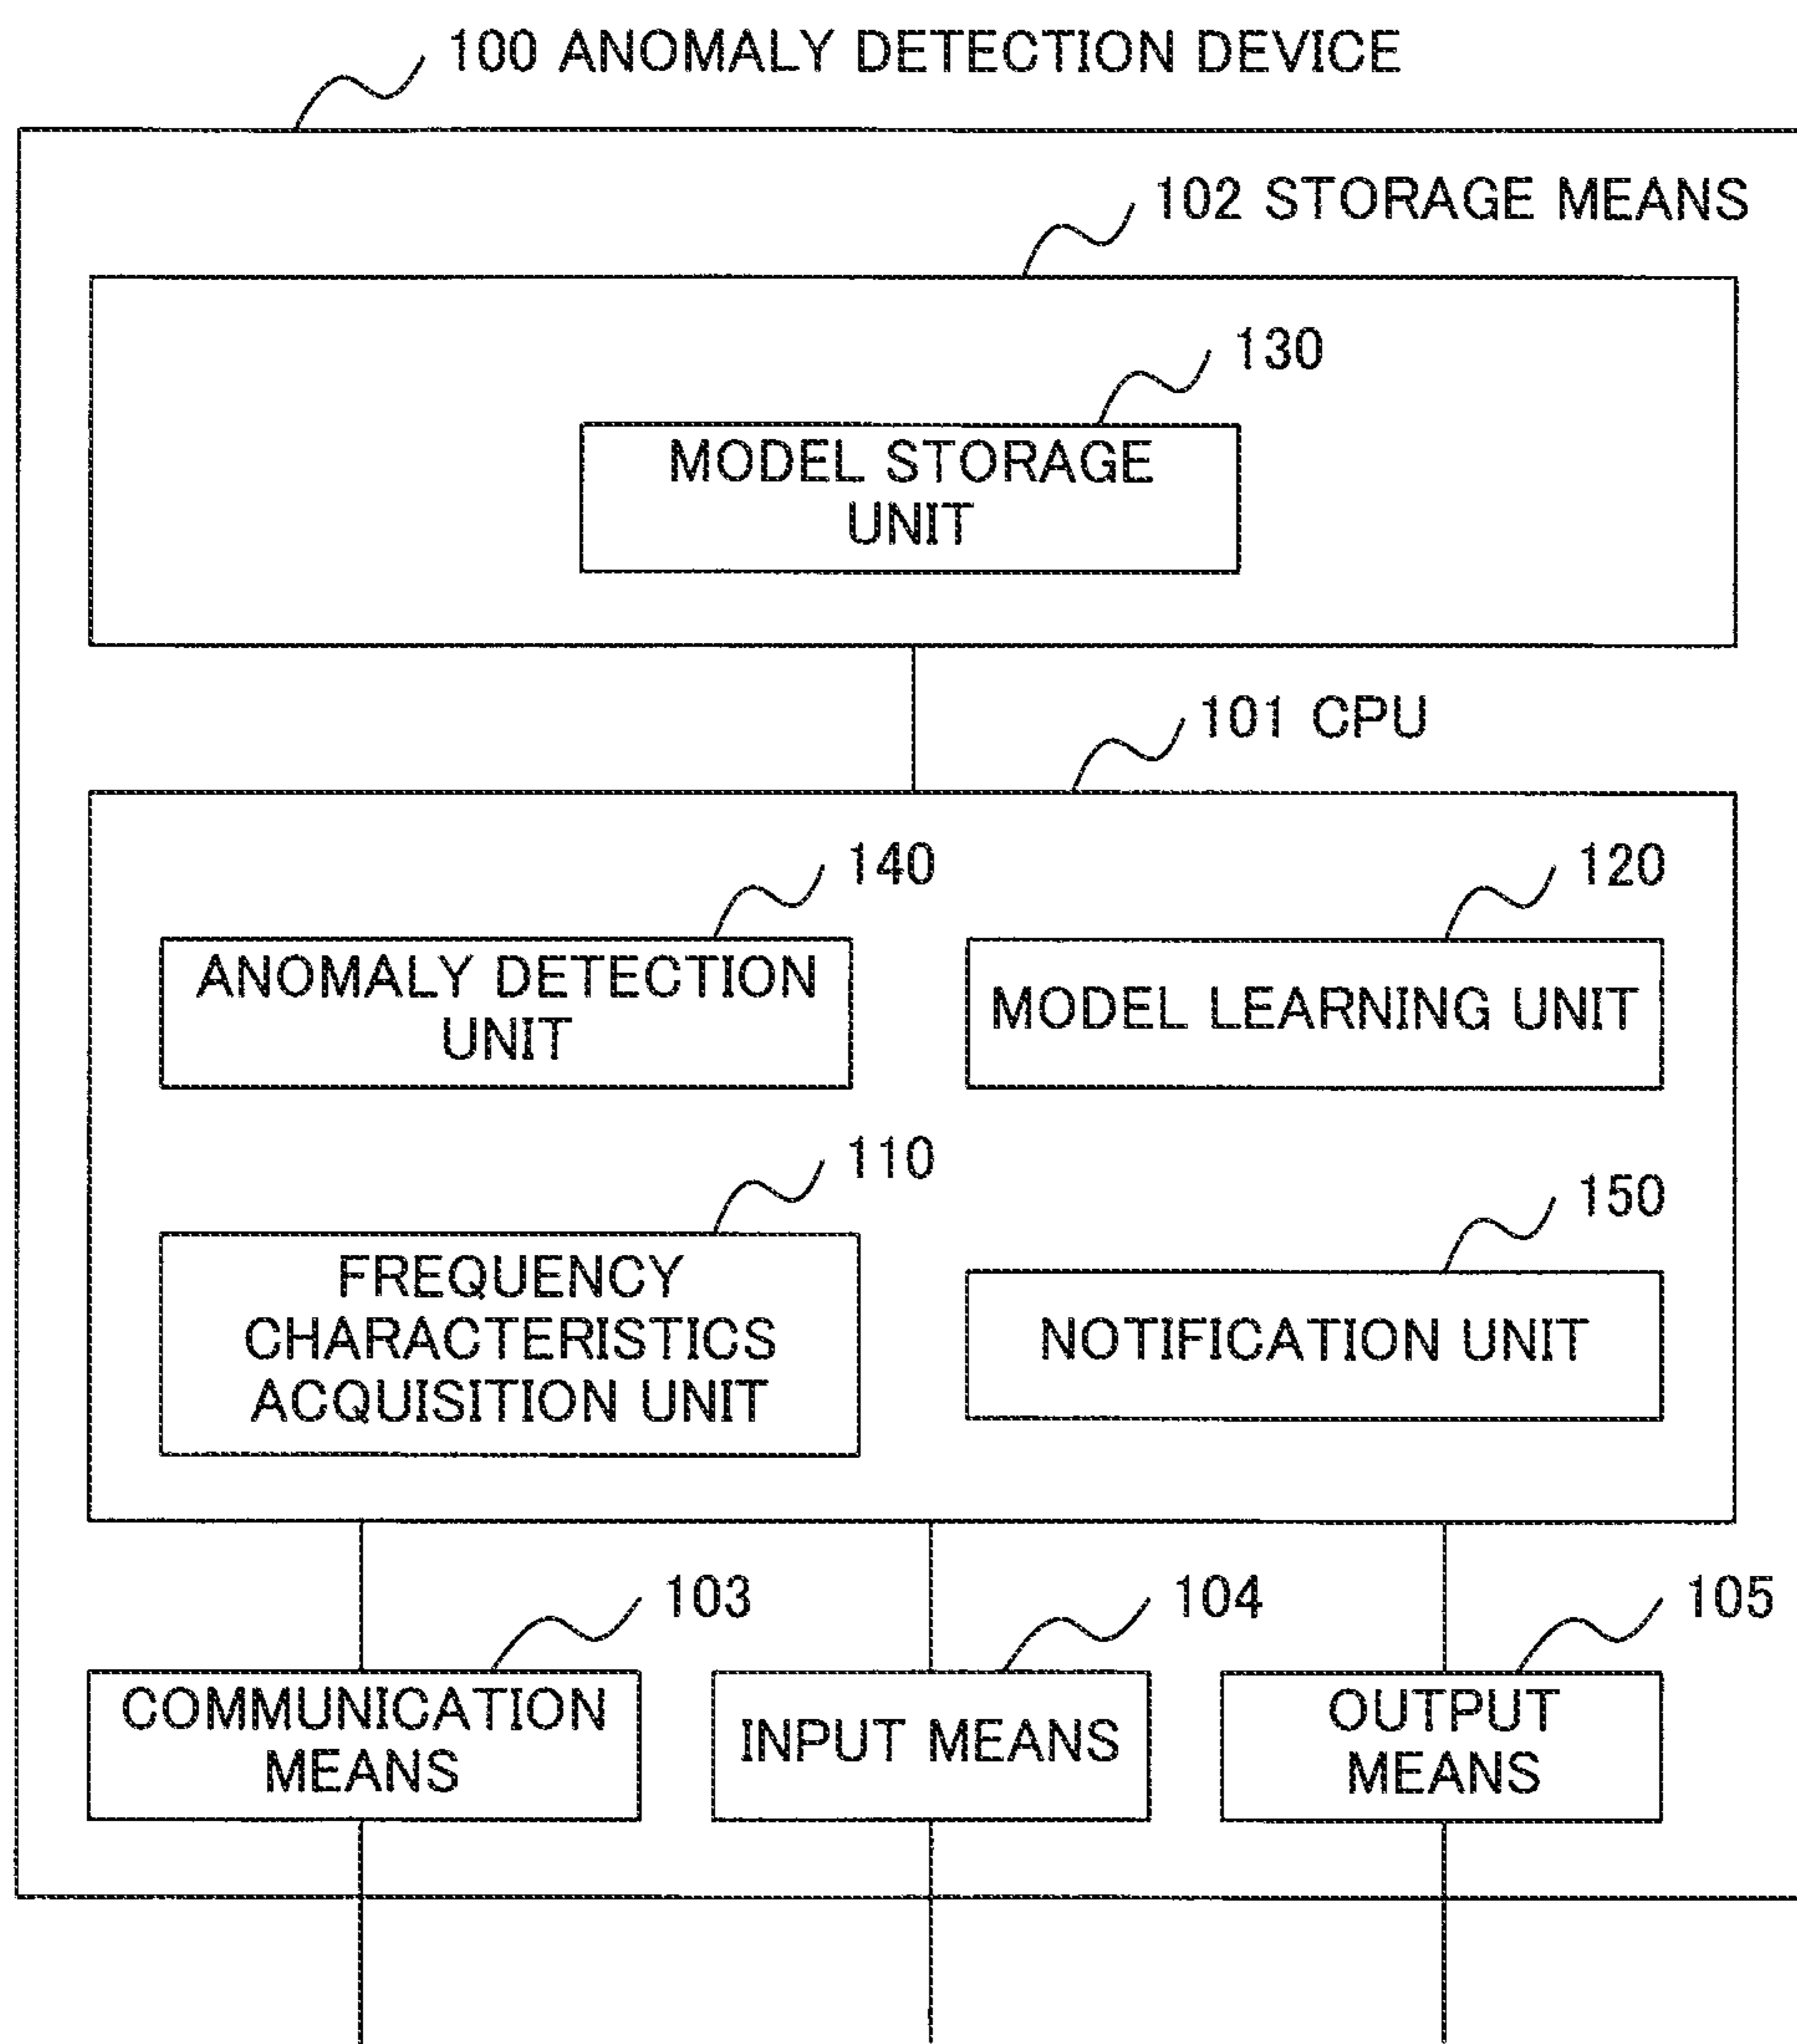 100 ANOMALY DETECTION DEVICE
102 STORAGE MEANS
130
MODEL STORAGE
UNIT
101 CPU
140
120
ANOMALY DETECTION
UNIT
MODEL LEARNING UNIT
110
150
FREQUENCY
CHARACTERISTICS
ACQUISITION UNIT
NOTIFICATION UNIT
103
104
105
COMMUNICATION
MEANS
INPUT MEANS
OUTPUT
MEANS